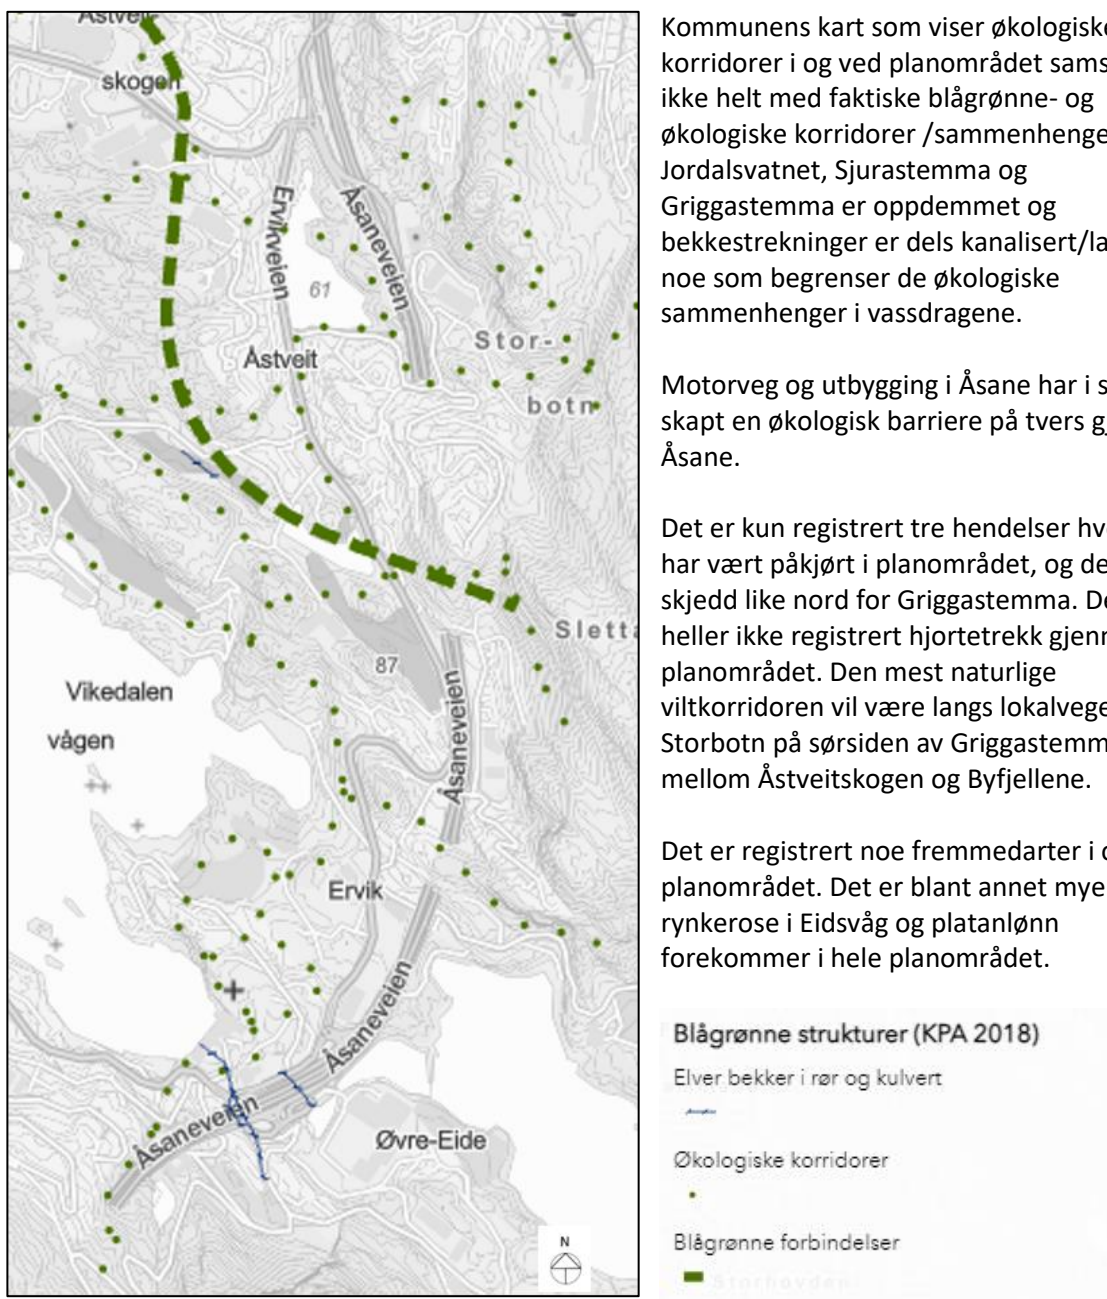 Åstveit
skogen
Ervikveien
Åsaneveien
61
Stor-
botn
Åstveit
87
Sletta
Vikedalen
vågen
Åsaneveien
Ervik
Åsaneveien
Åsaneveien
Øvre-Eide
N
Kommunens kart som viser økologiske
korridorer i og ved planområdet sams
ikke helt med faktiske blågrønne- og
økologiske korridorer /sammenhenge
Jordalsvatnet, Sjurastemma og
Griggastemma er oppdemmet og
bekkestrekninger er dels kanalisert/la
noe som begrenser de økologiske
sammenhenger i vassdragene.
Motorveg og utbygging i Åsane har i s
skapt en økologisk barriere på tvers gj
Åsane.
Det er kun registrert tre hendelser hv
har vært påkjørt i planområdet, og de
skjedd like nord for Griggastemma. De
heller ikke registrert hjortetrekk gjenn
planområdet. Den mest naturlige
viltkorridoren vil være langs lokalvege
Storbotn på sørsiden av Griggastemm
mellom Åstveitskogen og Byfjellene.
Det er registrert noe fremmedarter i d
planområdet. Det er blant annet mye
rynkerose i Eidsvåg og platanlønn
forekommer i hele planområdet.
Blågrønne strukturer (KPA 2018)
Elver bekker i rør og kulvert
Økologiske korridorer
Blågrønne forbindelser
Storhovden